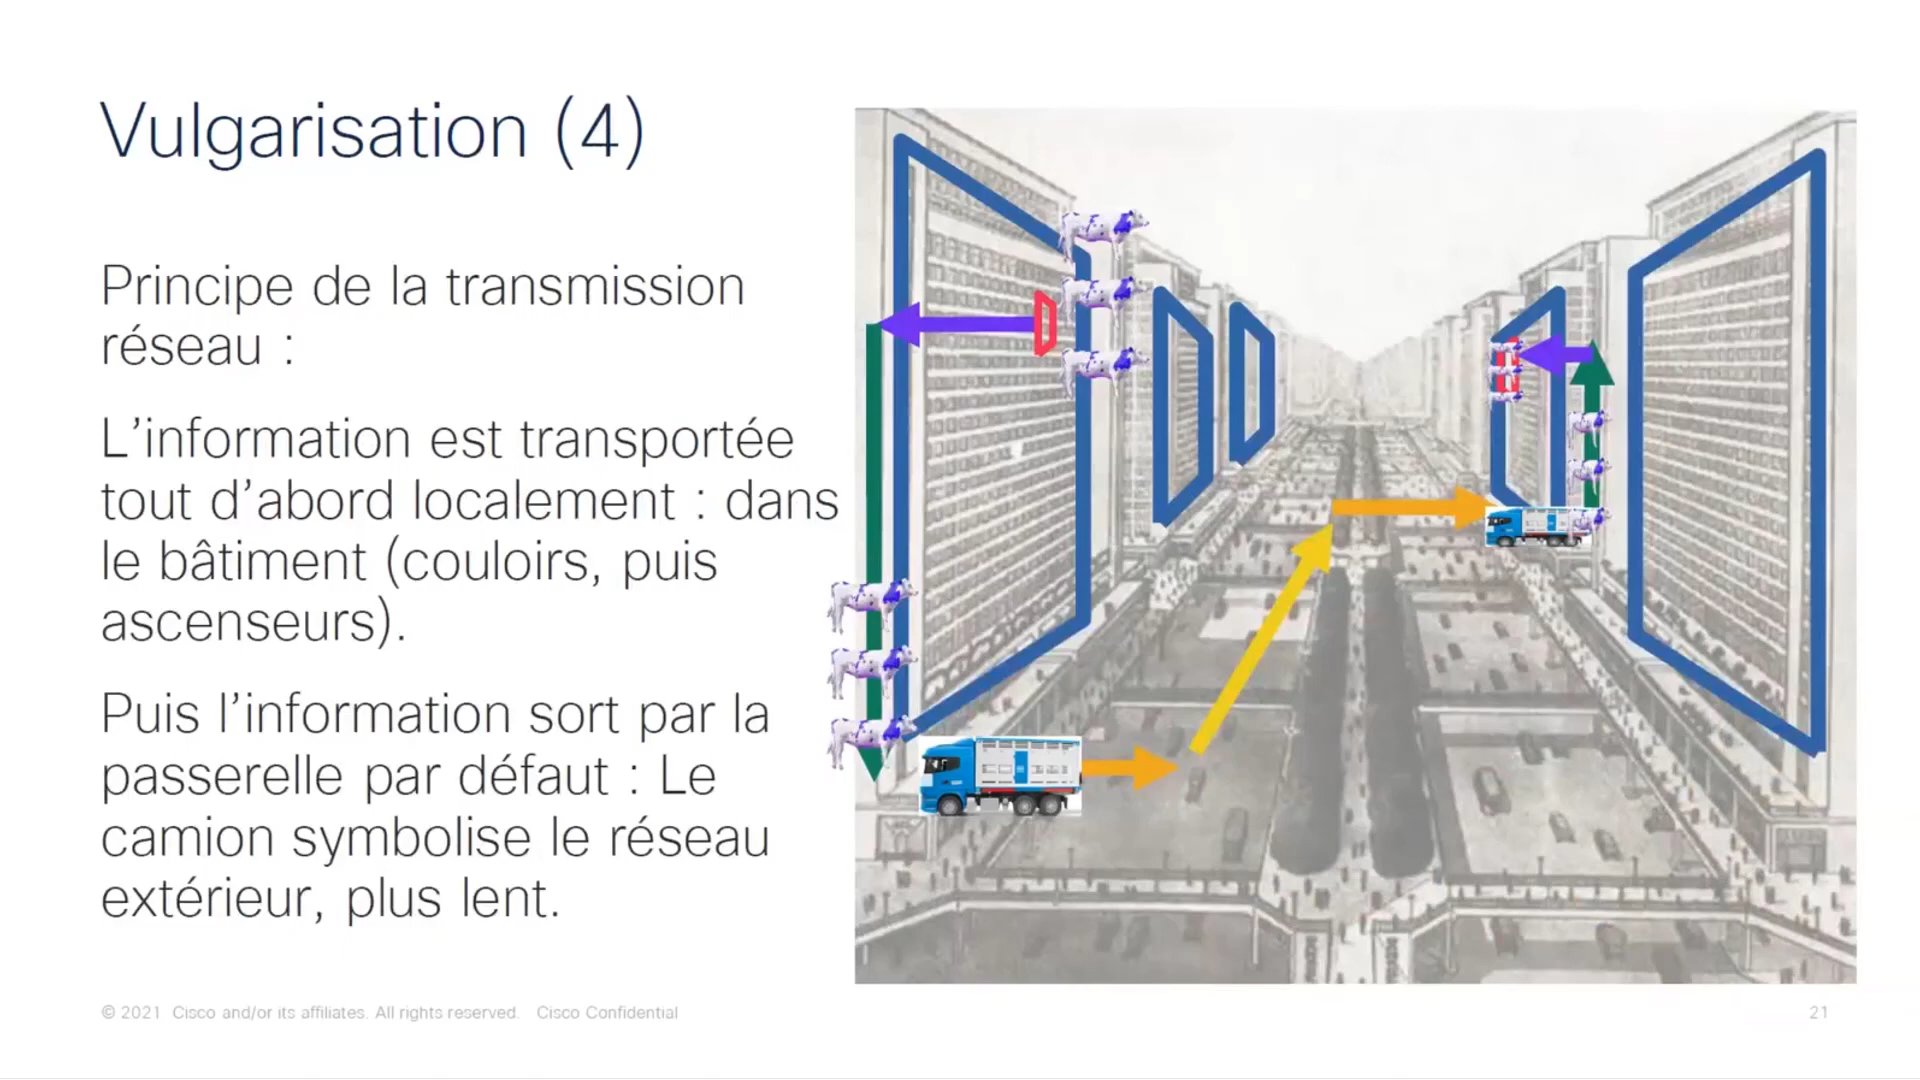 Vulgarisation (4)
Principe de la transmission
réseau :
L’information est transportée
tout d’abord localement : dans
le bâtiment (couloirs, puis
ascenseurs).
Puis l’information sort par la
passerelle par défaut : Le
camion symbolise le réseau
extérieur, plus lent.
© 2021 Cisco and/or its affiliates. All rights reserved. Cisco Confidential
21